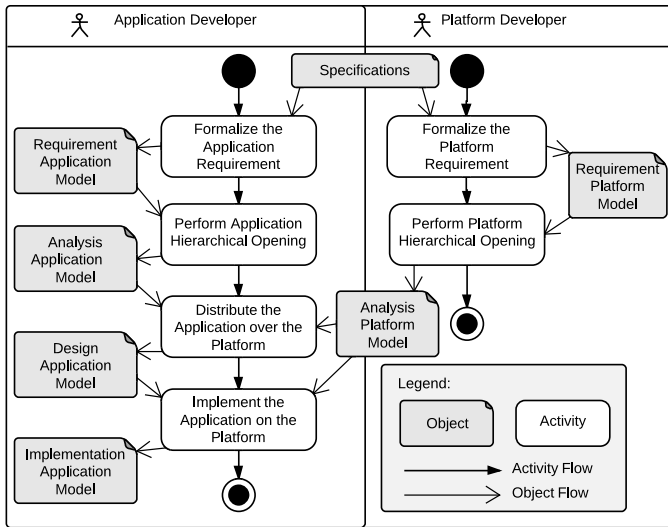 Application Developer
Platform Developer
Specifications
Formalize the
Application
Requirement
Formalize the
Platform
Requirement
Requirement
Application
Model
Requirement
Platform
Model
Perform Application
Hierarchical Opening
Perform Platform
Hierarchical Opening
Analysis
Application
Model
Distribute the
Application over the
Platform
Analysis
Platform
Model
Design
Application
Model
Implement the
Application on the
Platform
Implementation
Application
Model
Legend:
Object
Activity
Activity Flow
Object Flow